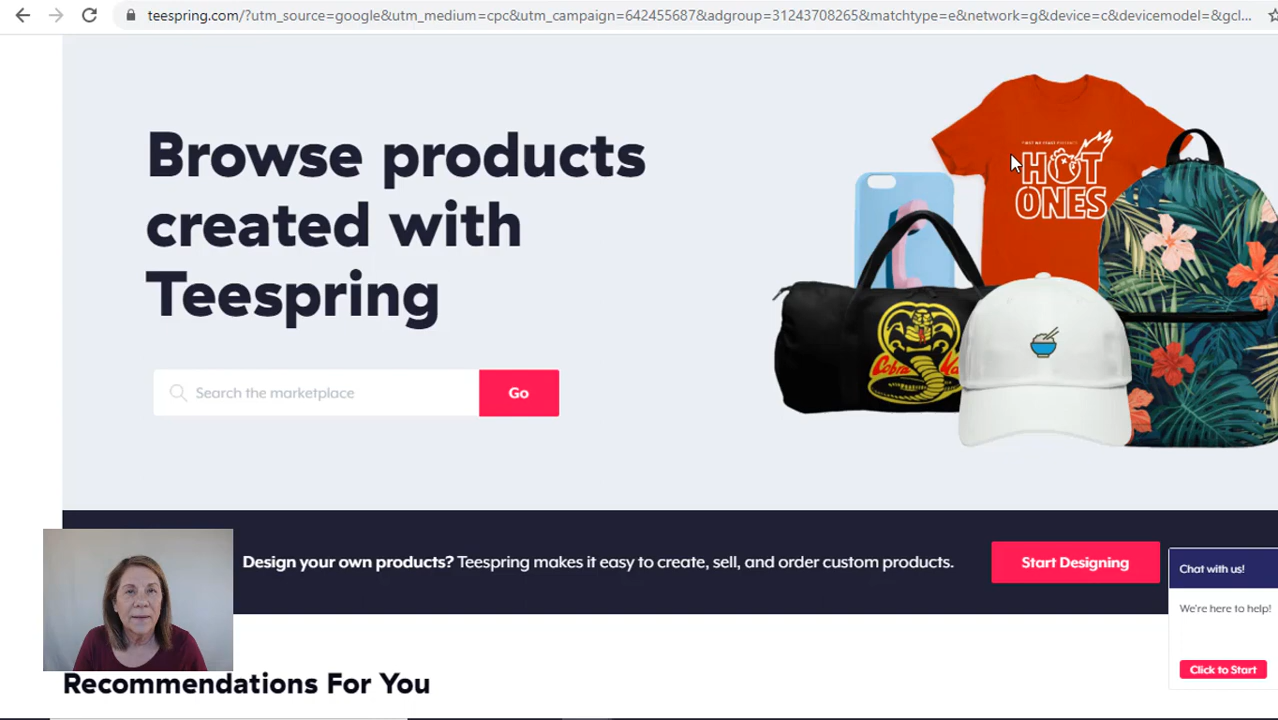 teespring.com/?utm_source=google&utm_medium=cpc&utm_campaign=642455687&adgroup=31243708265&matchtype=e&network=g&device=c&devicemodel=&gcl...
Browse products
created with
Teespring
Search the marketplace
Go
HOT
ONES
Cobra
Design your own products? Teespring makes it easy to create, sell, and order custom products.
Start Designing
Chat with us!
We're here to help!
Click to Start
Recommendations For You